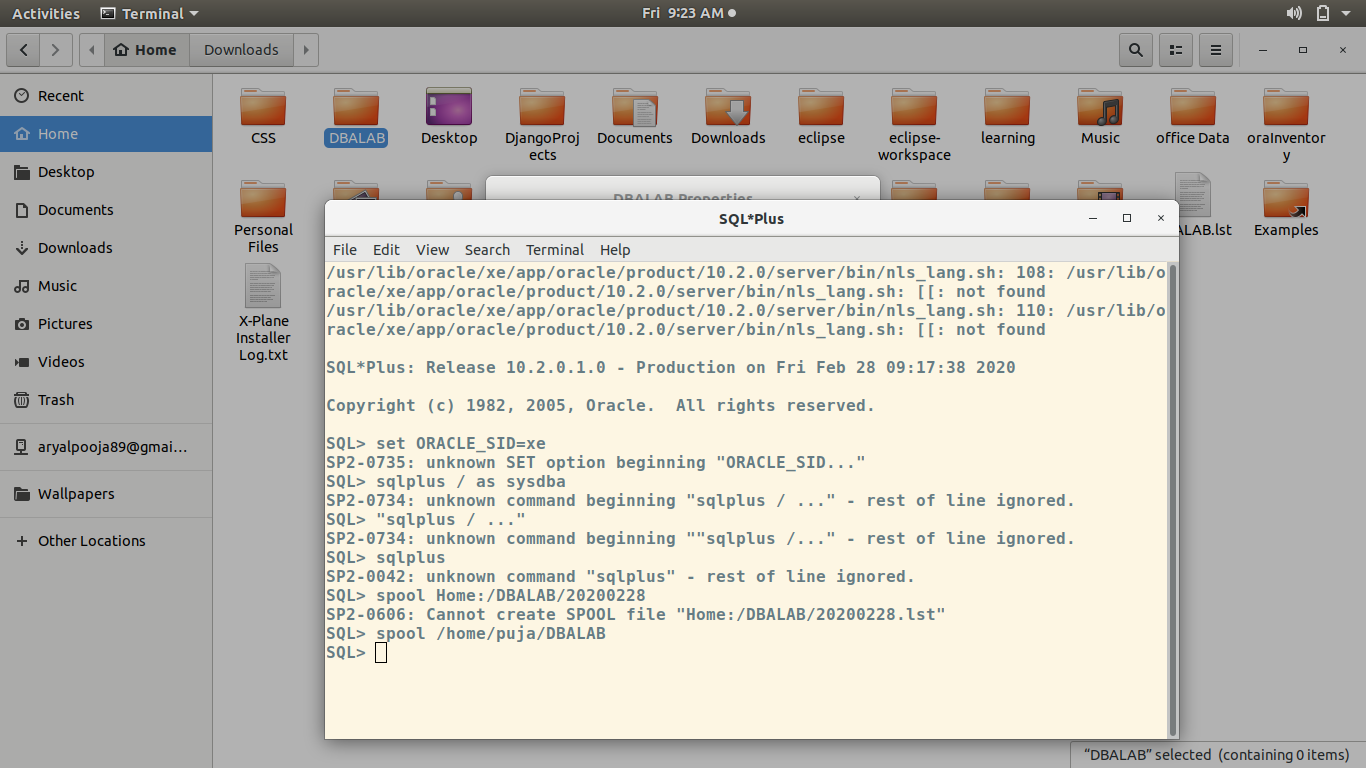 Activities
Terminal
Fri 9:23 AM
Home
Downloads
Recent
Home
Desktop
Documents
Downloads
Music
Pictures
Videos
Trash
aryalpooja89@gmai...
Wallpapers
Other Locations
CSS
DBALAB
Desktop
DjangoProj
ects
Documents
Downloads
eclipse
eclipse-
workspace
learning
Music
office Data
oraInventor
y
Personal
Files
ALAB.lst
Examples
X-Plane
Installer
Log.txt
DBALAB Properties
SQL*Plus
File Edit View Search Terminal Help
/usr/lib/oracle/xe/app/oracle/product/10.2.0/server/bin/nls_lang.sh: 108: /usr/lib/o
racle/xe/app/oracle/product/10.2.0/server/bin/nls_lang.sh: [[: not found
/usr/lib/oracle/xe/app/oracle/product/10.2.0/server/bin/nls_lang.sh: 110: /usr/lib/o
racle/xe/app/oracle/product/10.2.0/server/bin/nls_lang.sh: [[: not found
SQL*Plus: Release 10.2.0.1.0 - Production on Fri Feb 28 09:17:38 2020
Copyright (c) 1982, 2005, Oracle.  All rights reserved.
SQL> set ORACLE_SID=xe
SP2-0735: unknown SET option beginning "ORACLE_SID..."
SQL> sqlplus / as sysdba
SP2-0734: unknown command beginning "sqlplus / ..." - rest of line ignored.
SQL> "sqlplus / ..."
SP2-0734: unknown command beginning ""sqlplus /..." - rest of line ignored.
SQL> sqlplus
SP2-0042: unknown command "sqlplus" - rest of line ignored.
SQL> spool Home:/DBALAB/20200228
SP2-0606: Cannot create SPOOL file "Home:/DBALAB/20200228.lst"
SQL> spool /home/puja/DBALAB
SQL>
"DBALAB" selected (containing 0 items)